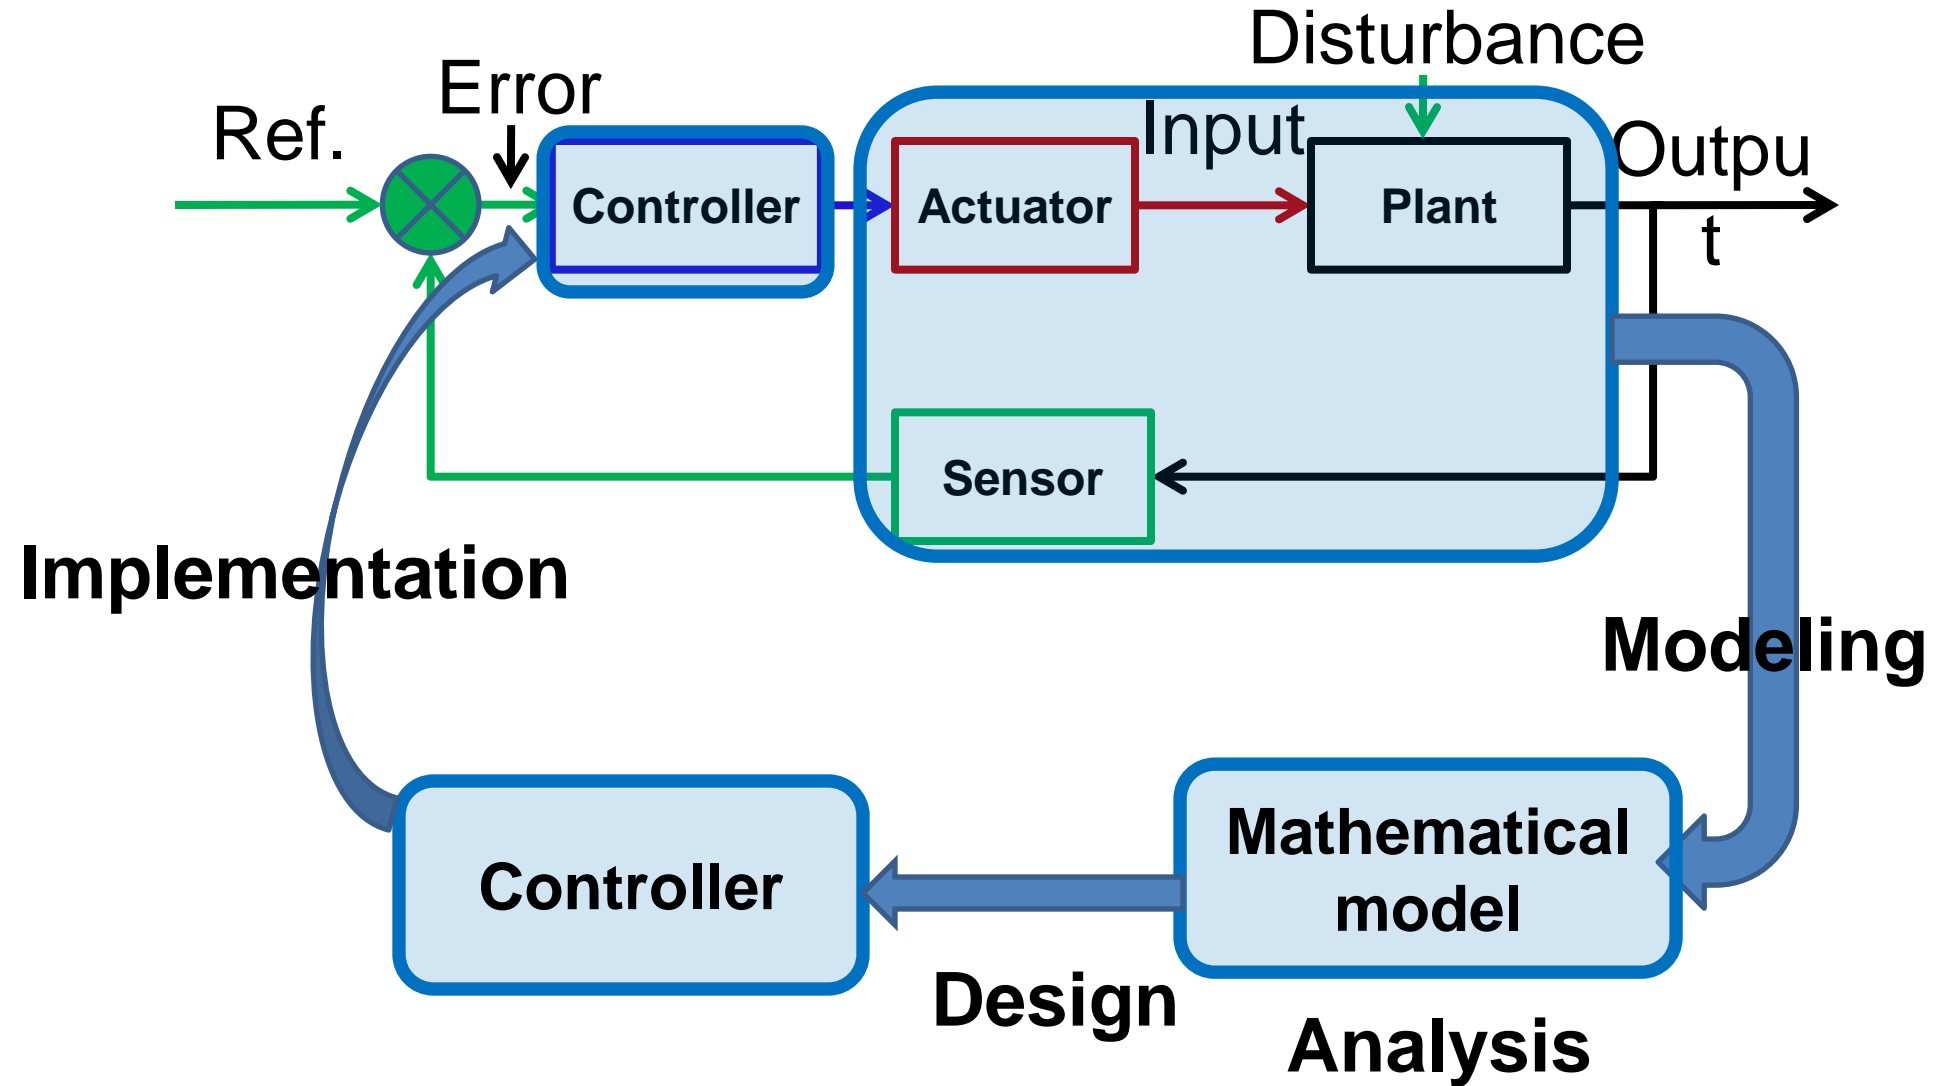 Disturbance
Error
Ref.
Input
Outpu
t
Controller
Actuator
Plant
Sensor
Implementation
Modeling
Mathematical
model
Controller
Design
Analysis